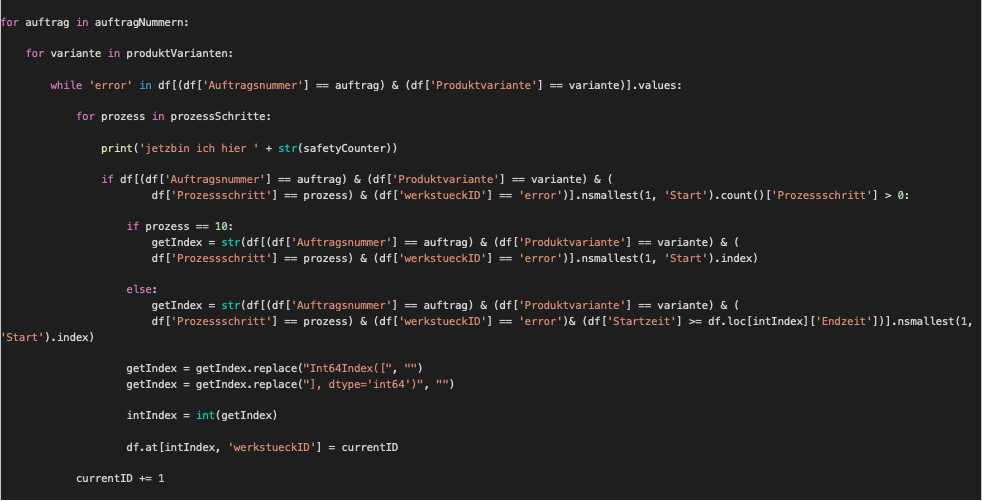 for auftrag in auftragNummern:
for variante in produktVarianten:
while 'error' in df[(df['Auftragsnummer'] == auftrag) & (df['Produktvariante'] == variante)].values:
for prozess in prozessSchritte:
print('jetzbin ich hier ' + str(safetyCounter))
if df[(df['Auftragsnummer'] == auftrag) & (df['Produktvariante'] == variante) & (
df['Prozessschritt'] == prozess) & (df['werkstueckID'] == 'error')].nsmallest(1, 'Start').count()['Prozessschritt'] > 0:
if prozess == 10:
getIndex = str(df[(df['Auftragsnummer'] == auftrag) & (df['Produktvariante'] == variante) & (
df['Prozessschritt'] == prozess) & (df['werkstueckID'] == 'error')].nsmallest(1, 'Start').index)
else:
getIndex = str(df[(df['Auftragsnummer'] == auftrag) & (df['Produktvariante'] == variante) & (
df['Prozessschritt'] == prozess) & (df['werkstueckID'] == 'error')& (df['Startzeit'] >= df.loc[intIndex]['Endzeit'])].nsmallest(1,
'Start').index)
getIndex = getIndex.replace("Int64Index([", "")
getIndex = getIndex.replace("], dtype='int64')", "")
intIndex = int(getIndex)
df.at[intIndex, 'werkstueckID'] = currentID
currentID += 1